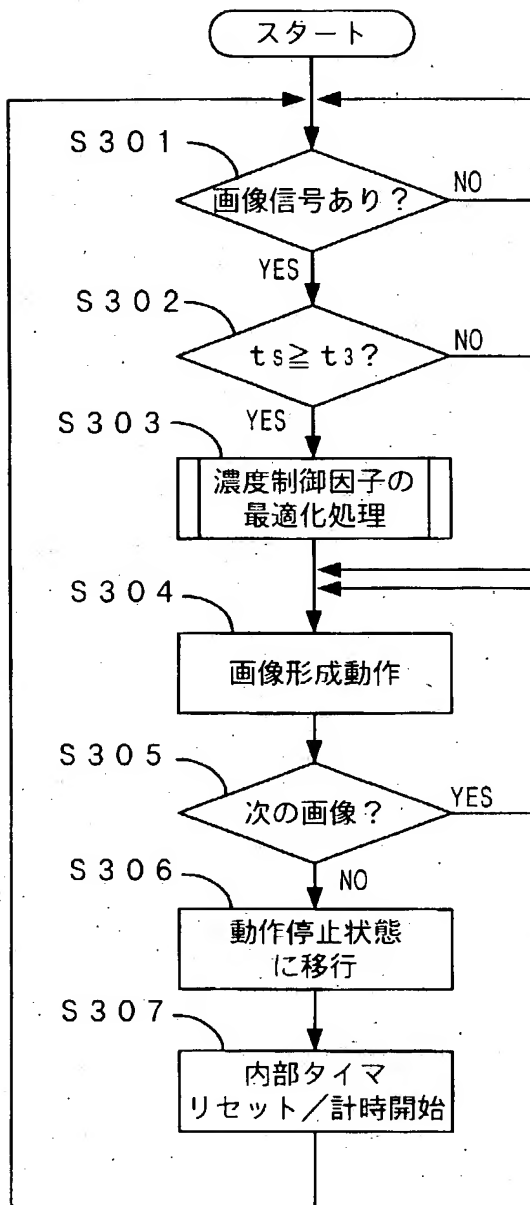 スタート
S301
画像信号あり?
NO
YES
S302
ts≧t3?
NO
YES
S303
濃度制御因子の
最適化処理
S304
画像形成動作
S305
次の画像?
YES
NO
S306
動作停止状態
に移行
S307
内部タイマ
リセット/計時開始